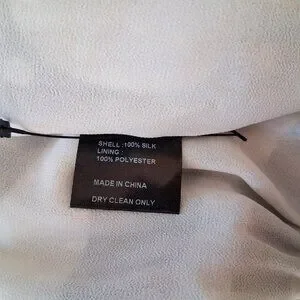 SHELL :100% SILK
LINING :
100% POLYESTER
MADE IN CHINA
DRY CLEAN ONLY